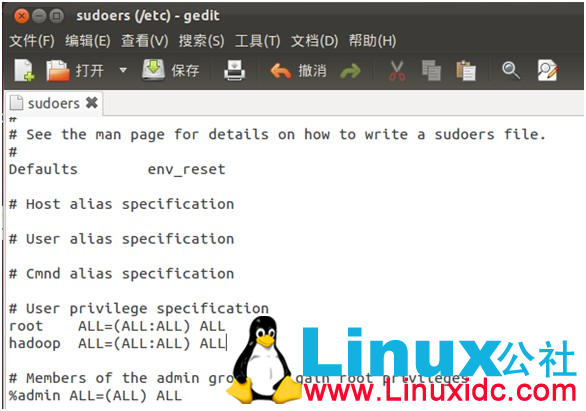 sudoers (/etc) - gedit
文件(F) 编辑(E) 查看(V) 搜索(S) 工具(T) 文档(D) 帮助(H)
打开 保存 撤消
sudoers
#
# See the man page for details on how to write a sudoers file.
#
Defaults env_reset
# Host alias specification
# User alias specification
# Cmnd alias specification
# User privilege specification
root ALL=(ALL:ALL) ALL
hadoop ALL=(ALL:ALL) ALL
# Members of the admin gro gain root privileges
%admin ALL=(ALL) ALL
Linux公社
www.Linuxidc.com